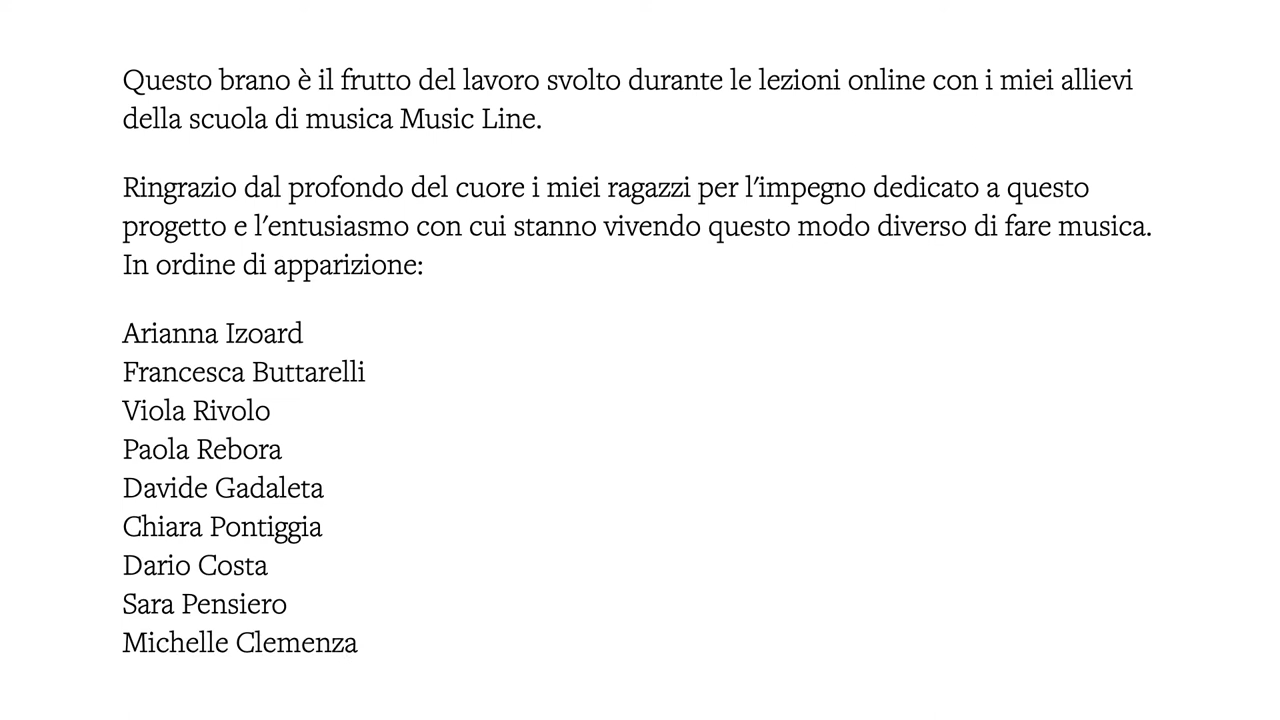 Questo brano è il frutto del lavoro svolto durante le lezioni online con i miei allievi
della scuola di musica Music Line.
Ringrazio dal profondo del cuore i miei ragazzi per l'impegno dedicato a questo
progetto e l'entusiasmo con cui stanno vivendo questo modo diverso di fare musica.
In ordine di apparizione:
Arianna Izoard
Francesca Buttarelli
Viola Rivolo
Paola Rebora
Davide Gadaleta
Chiara Pontiggia
Dario Costa
Sara Pensiero
Michelle Clemenza